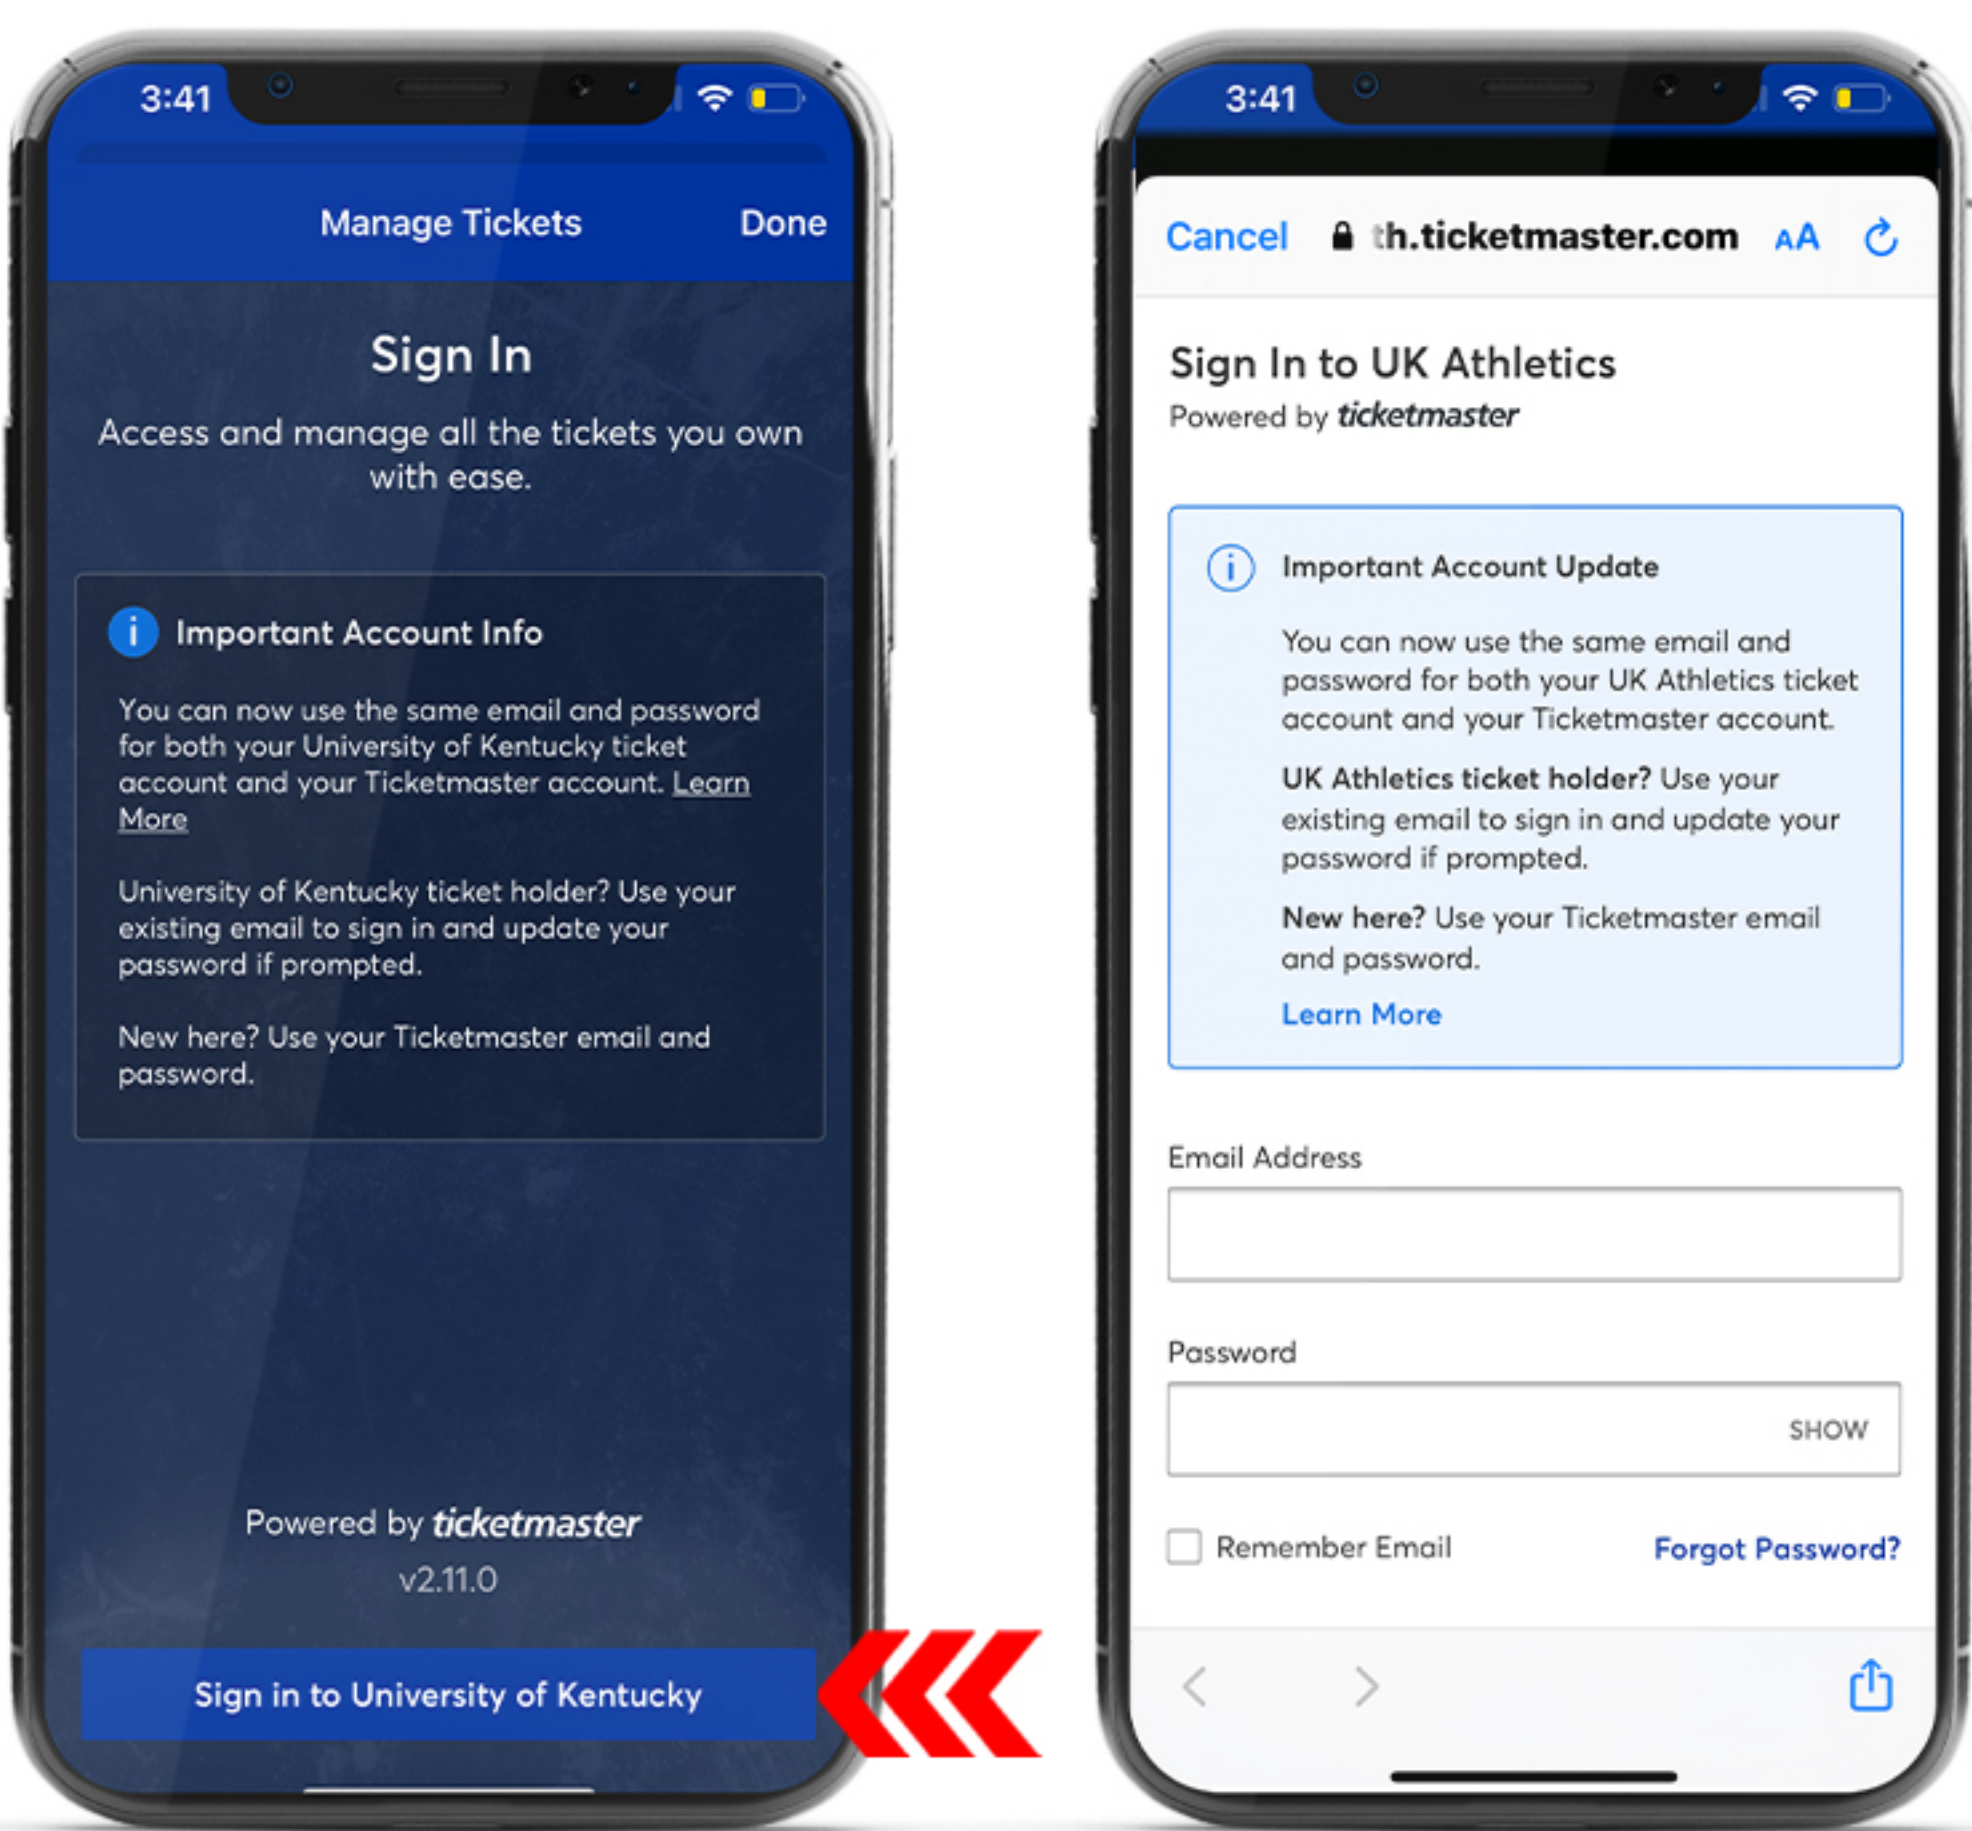 3:41
Manage Tickets
Done
Sign In
Access and manage all the tickets you own
with ease.
i Important Account Info
You can now use the same email and password
for both your University of Kentucky ticket
account and your Ticketmaster account. Learn
More
University of Kentucky ticket holder? Use your
existing email to sign in and update your
password if prompted.
New here? Use your Ticketmaster email and
password.
Powered by ticketmaster
v2.11.0
Sign in to University of Kentucky
3:41
Cancel
th.ticketmaster.com
AA
Sign In to UK Athletics
Powered by ticketmaster
i Important Account Update
You can now use the same email and
password for both your UK Athletics ticket
account and your Ticketmaster account.
UK Athletics ticket holder? Use your
existing email to sign in and update your
password if prompted.
New here? Use your Ticketmaster email
and password.
Learn More
Email Address
Password
SHOW
Remember Email
Forgot Password?